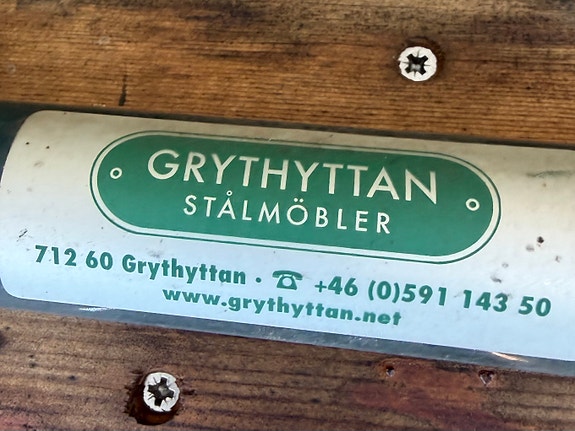 GRYTHYTTAN
STÅLMÖBLER
712 60 Grythyttan · ☎ +46 (0)591 143 50
www.grythyttan.net